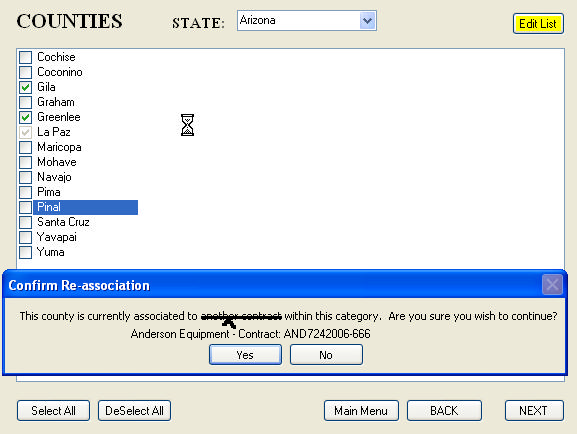 COUNTIES STATE: Arizona Edit List
Cochise
Coconino
Gila
Graham
Greenlee
La Paz
Maricopa
Mohave
Navajo
Pima
Pinal
Santa Cruz
Yavapai
Yuma
Confirm Re-association
This county is currently associated to another contract within this category. Are you sure you wish to continue?
Anderson Equipment - Contract: AND7242006-666
Yes No
Select All DeSelect All Main Menu BACK NEXT